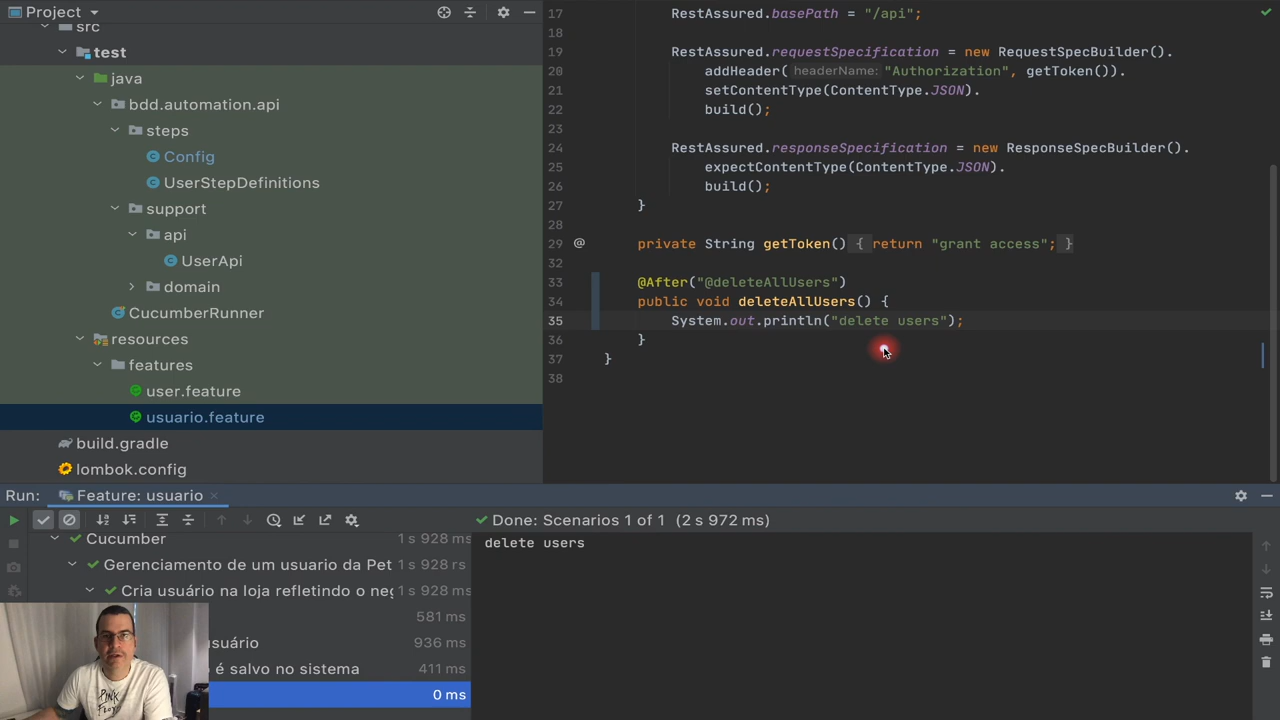 Project
src
test
java
bdd.automation.api
steps
Config
UserStepDefinitions
support
api
UserApi
domain
CucumberRunner
resources
features
user.feature
usuario.feature
build.gradle
lombok.config
17 RestAssured.basePath = "/api";
18
19 RestAssured.requestSpecification = new RequestSpecBuilder().
20 addHeader( headerName: "Authorization", getToken()).
21 setContentType(ContentType.JSON).
22 build();
23
24 RestAssured.responseSpecification = new ResponseSpecBuilder().
25 expectContentType(ContentType.JSON).
26 build();
27 }
28
29 @ private String getToken() { return "grant access"; }
32
33 @After("@deleteAllUsers")
34 public void deleteAllUsers() {
35 System.out.println("delete users");
36 }
37 }
38
Run: Feature: usuario
Done: Scenarios 1 of 1 (2 s 972 ms)
Cucumber 1 s 928 ms
Gerenciamento de um usuario da Pet 1 s 928 ms
Cria usuário na loja refletindo o neg 1 s 928 ms
581 ms
usuário 936 ms
é salvo no sistema 411 ms
0 ms
delete users
PINK
FLOYD